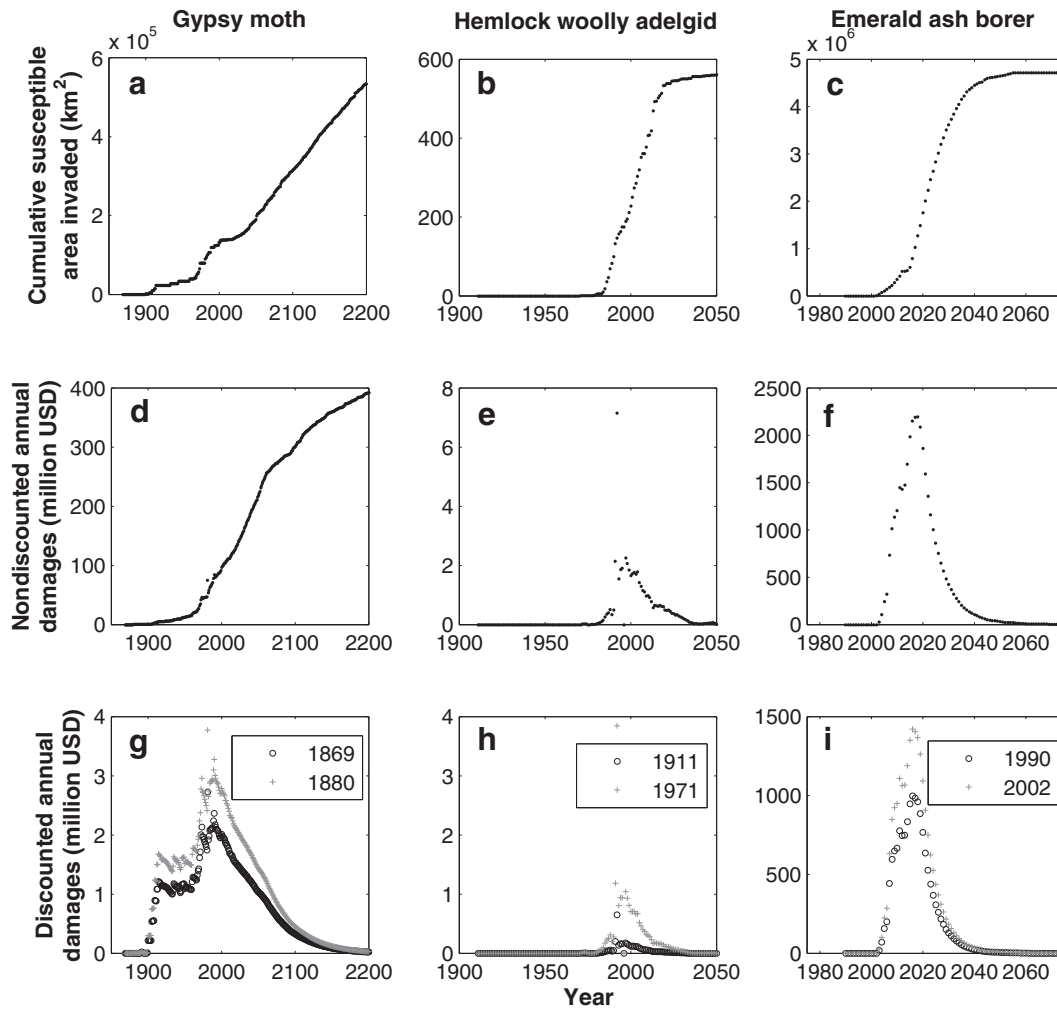 Gypsy moth
Hemlock woolly adelgid
Emerald ash borer
Cumulative susceptible
area invaded (km²)
x 10⁵
a
6
4
2
0
1900 2000 2100 2200
b
600
400
200
0
1900 1950 2000 2050
x 10⁶
c
5
4
3
2
1
0
1980 2000 2020 2040 2060
Nondiscounted annual
damages (million USD)
d
400
300
200
100
0
1900 2000 2100 2200
e
8
6
4
2
0
1900 1950 2000 2050
f
2500
2000
1500
1000
500
0
1980 2000 2020 2040 2060
Discounted annual
damages (million USD)
g
1869
1880
4
3
2
1
0
1900 2000 2100 2200
h
1911
1971
4
3
2
1
0
1900 1950 2000 2050
i
1990
2002
1500
1000
500
0
1980 2000 2020 2040 2060
Year